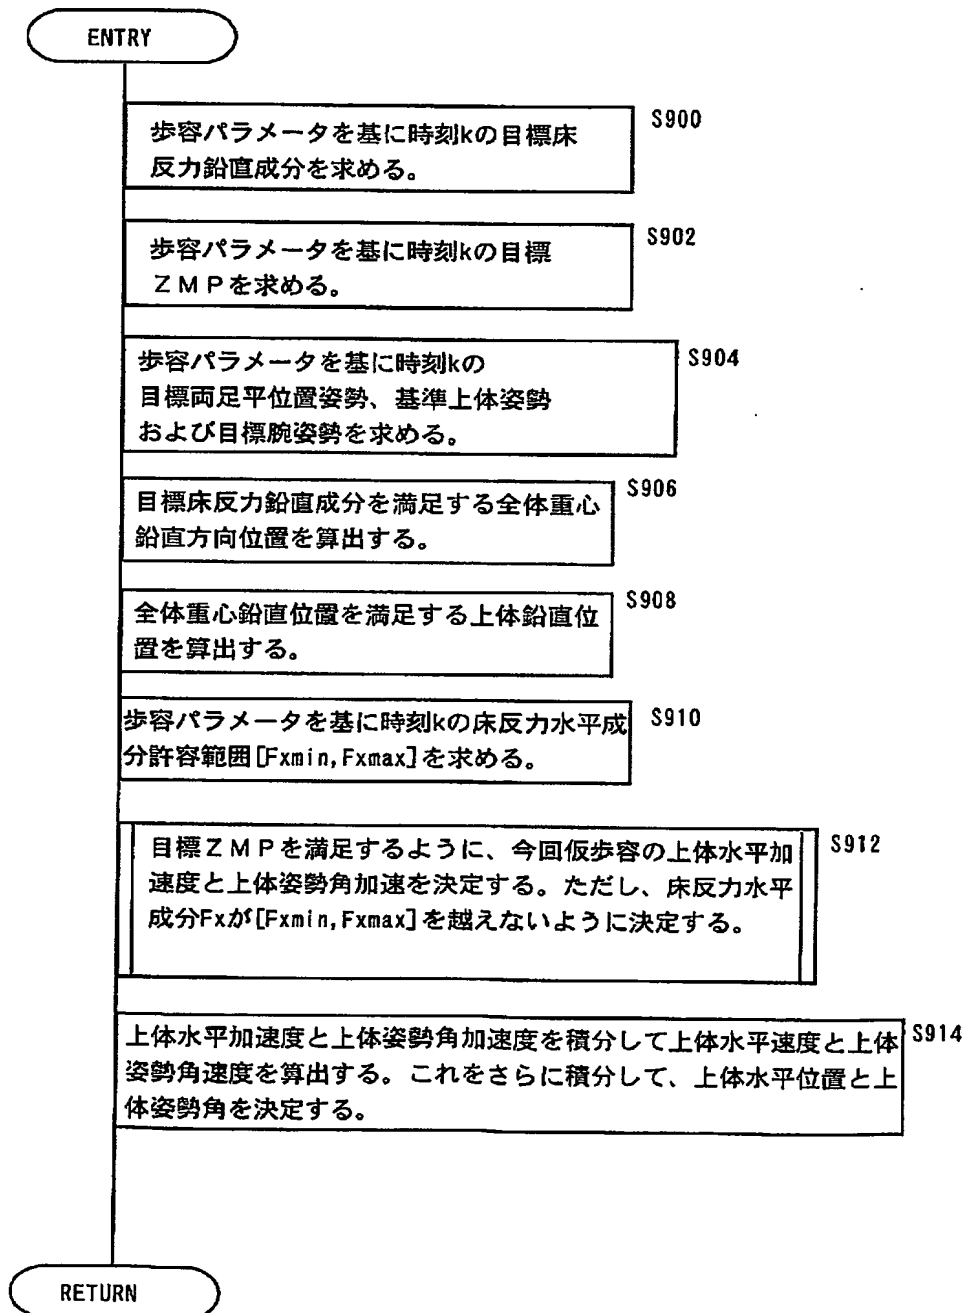 ENTRY
S900
歩容パラメータを基に時刻kの目標床
反力鉛直成分を求める。
S902
歩容パラメータを基に時刻kの目標
ＺＭＰを求める。
S904
歩容パラメータを基に時刻kの
目標両足平位置姿勢、基準上体姿勢
および目標腕姿勢を求める。
S906
目標床反力鉛直成分を満足する全体重心
鉛直方向位置を算出する。
S908
全体重心鉛直位置を満足する上体鉛直位
置を算出する。
S910
歩容パラメータを基に時刻kの床反力水平成
分許容範囲[Fxmin,Fxmax]を求める。
S912
目標ＺＭＰを満足するように、今回仮歩容の上体水平加
速度と上体姿勢角加速を決定する。ただし、床反力水平
成分Fxが[Fxmin,Fxmax]を越えないように決定する。
S914
上体水平加速度と上体姿勢角加速度を積分して上体水平速度と上体
姿勢角速度を算出する。これをさらに積分して、上体水平位置と上
体姿勢角を決定する。
RETURN